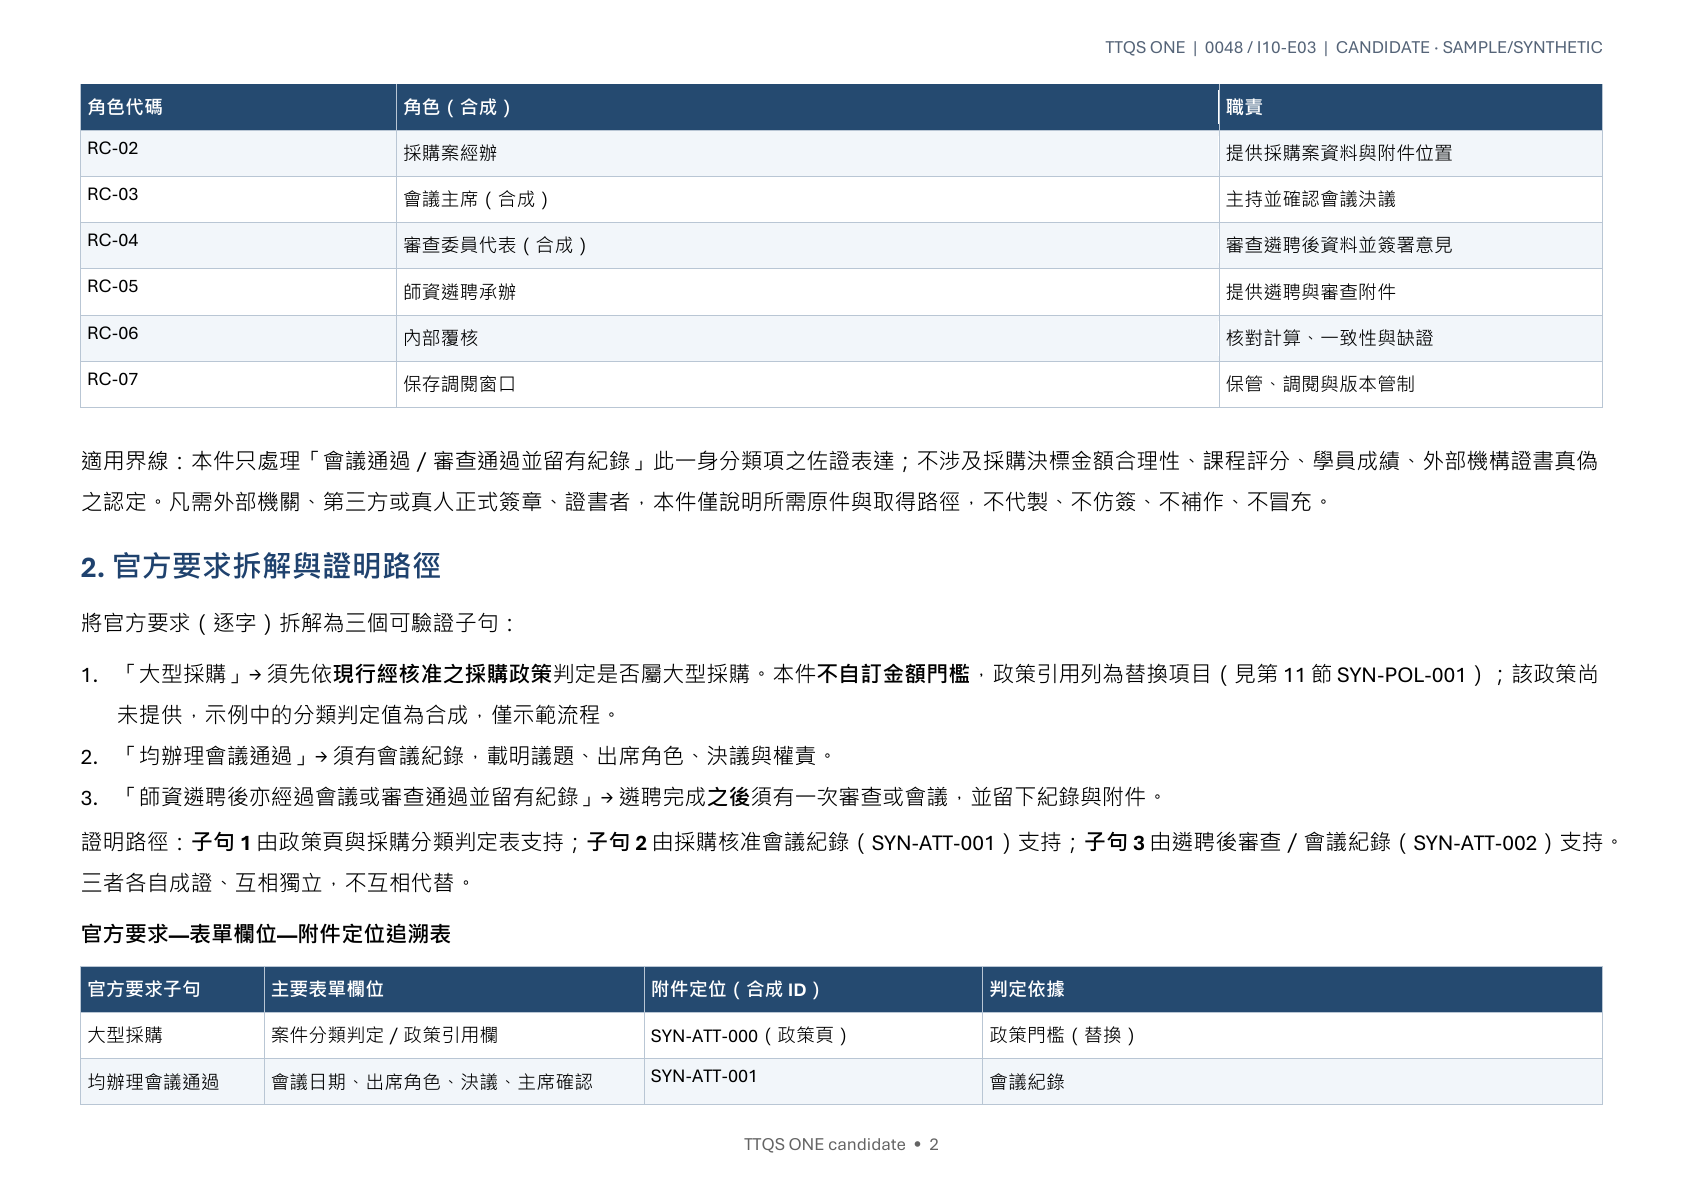 TTQS ONE | 0048 / I10-E03 | CANDIDATE · SAMPLE/SYNTHETIC
角色代碼 角色（合成） 職責
RC-02 採購案經辦 提供採購案資料與附件位置
RC-03 會議主席（合成） 主持並確認會議決議
RC-04 審查委員代表（合成） 審查遴聘後資料並簽署意見
RC-05 師資遴聘承辦 提供遴聘與審查附件
RC-06 內部覆核 核對計算、一致性與缺證
RC-07 保存調閱窗口 保管、調閱與版本管制
適用界線：本件只處理「會議通過 / 審查通過並留有紀錄」此一身分類項之佐證表達；不涉及採購決標金額合理性、課程評分、學員成績、外部機構證書真偽
之認定。凡需外部機關、第三方或真人正式簽章、證書者，本件僅說明所需原件與取得路徑，不代製、不仿簽、不補作、不冒充。
2. 官方要求拆解與證明路徑
將官方要求（逐字）拆解為三個可驗證子句：
1. 「大型採購」→ 須先依現行經核准之採購政策判定是否屬大型採購。本件不自訂金額門檻，政策引用列為替換項目（見第 11 節 SYN-POL-001）；該政策尚
未提供，示例中的分類判定值為合成，僅示範流程。
2. 「均辦理會議通過」→ 須有會議紀錄，載明議題、出席角色、決議與權責。
3. 「師資遴聘後亦經過會議或審查通過並留有紀錄」→ 遴聘完成之後須有一次審查或會議，並留下紀錄與附件。
證明路徑：子句 1 由政策頁與採購分類判定表支持；子句 2 由採購核准會議紀錄（SYN-ATT-001）支持；子句 3 由遴聘後審查 / 會議紀錄（SYN-ATT-002）支持。
三者各自成證、互相獨立，不互相代替。
官方要求—表單欄位—附件定位追溯表
官方要求子句 主要表單欄位 附件定位（合成 ID） 判定依據
大型採購 案件分類判定 / 政策引用欄 SYN-ATT-000（政策頁） 政策門檻（替換）
均辦理會議通過 會議日期、出席角色、決議、主席確認 SYN-ATT-001 會議紀錄
TTQS ONE candidate • 2